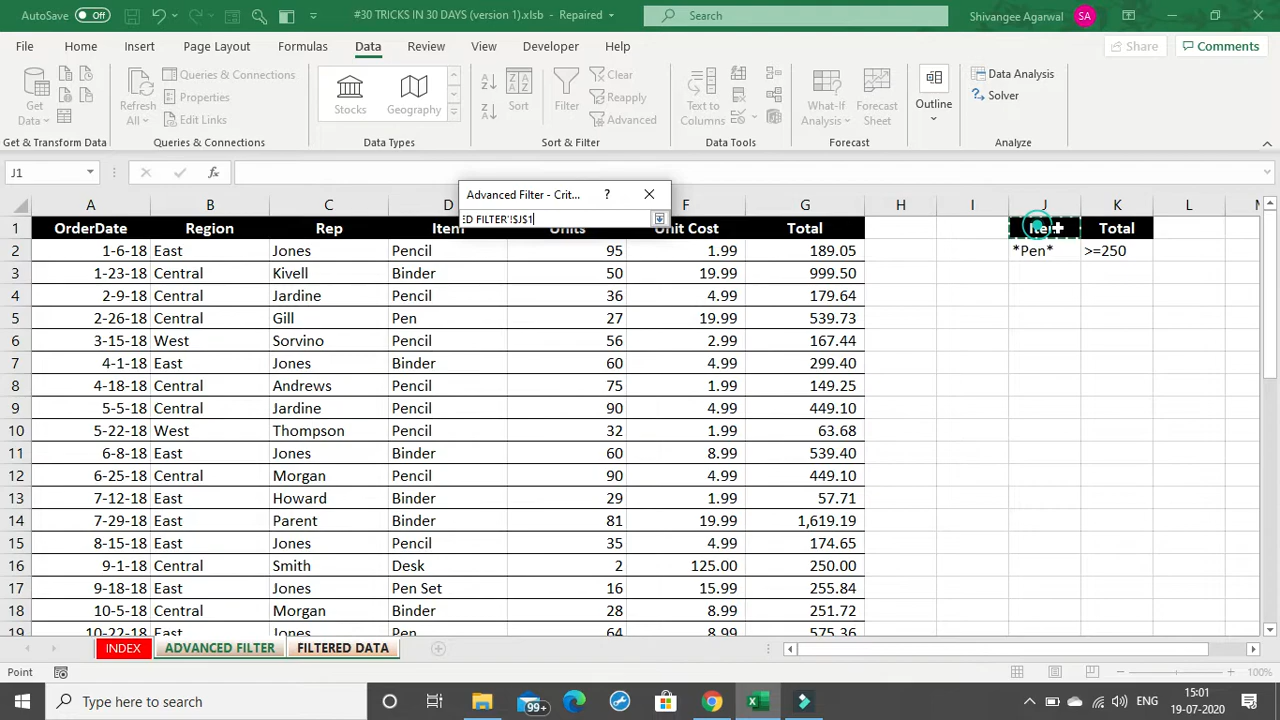 AutoSave Off #30 TRICKS IN 30 DAYS (version 1).xlsb - Repaired Search Shivangee Agarwal SA
File Home Insert Page Layout Formulas Data Review View Developer Help Share Comments
Get Data Refresh All Queries & Connections Properties Edit Links Stocks Geography Sort Filter Clear Reapply Advanced Text to Columns What-If Analysis Forecast Sheet Outline Data Analysis Solver
Get & Transform Data Queries & Connections Data Types Sort & Filter Data Tools Forecast Analyze
J1 fx
Advanced Filter - Crit... ?
D FILTER'!$J$1
A B C D F G H I J K L
1 OrderDate Region Rep Item Units Unit Cost Total Total
2 1-6-18 East Jones Pencil 95 1.99 189.05 *Pen* >=250
3 1-23-18 Central Kivell Binder 50 19.99 999.50
4 2-9-18 Central Jardine Pencil 36 4.99 179.64
5 2-26-18 Central Gill Pen 27 19.99 539.73
6 3-15-18 West Sorvino Pencil 56 2.99 167.44
7 4-1-18 East Jones Binder 60 4.99 299.40
8 4-18-18 Central Andrews Pencil 75 1.99 149.25
9 5-5-18 Central Jardine Pencil 90 4.99 449.10
10 5-22-18 West Thompson Pencil 32 1.99 63.68
11 6-8-18 East Jones Binder 60 8.99 539.40
12 6-25-18 Central Morgan Pencil 90 4.99 449.10
13 7-12-18 East Howard Binder 29 1.99 57.71
14 7-29-18 East Parent Binder 81 19.99 1,619.19
15 8-15-18 East Jones Pencil 35 4.99 174.65
16 9-1-18 Central Smith Desk 2 125.00 250.00
17 9-18-18 East Jones Pen Set 16 15.99 255.84
18 10-5-18 Central Morgan Binder 28 8.99 251.72
19 10-22-18 East Jones Pen 64 8.99 575.36
INDEX ADVANCED FILTER FILTERED DATA
Point 100%
Type here to search 99+ ENG 15:01
19-07-2020